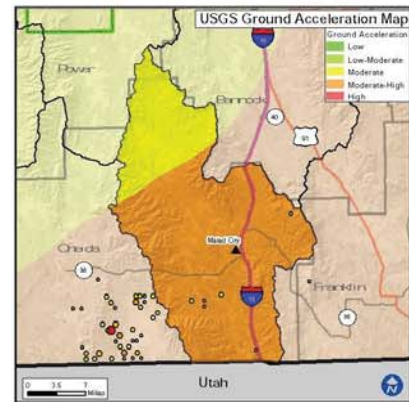 USGS Ground Acceleration Map
Ground Acceleration
Low
Low-Moderate
Moderate
Moderate-High
High
Power
Bannock
40
91
Malad City
Oneida
38
Franklin
36
15
0 3.5 7
Miles
Utah
N